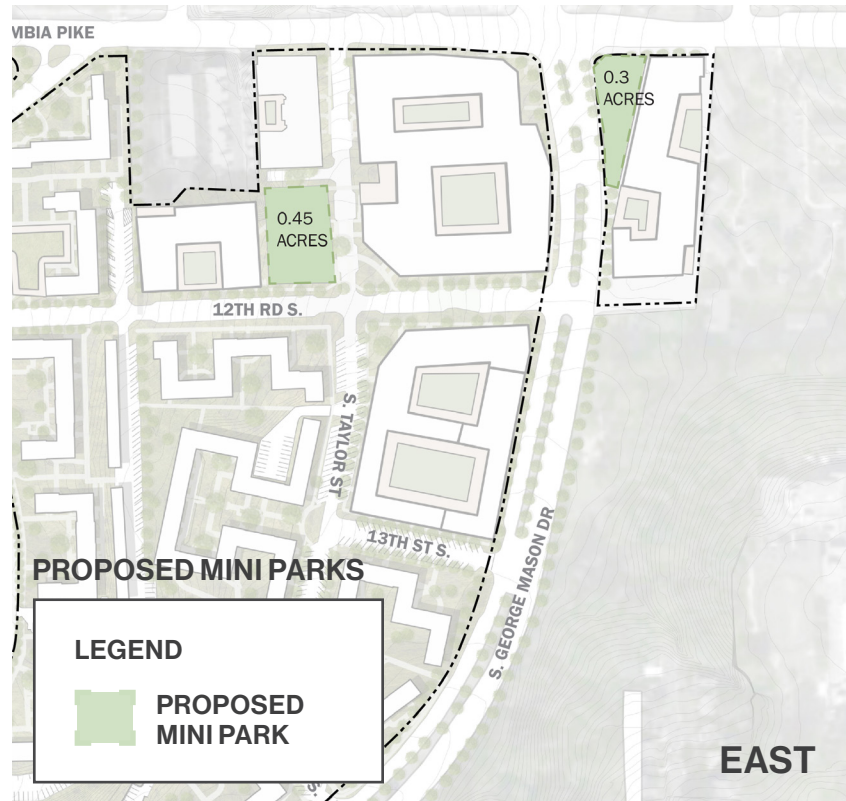 MBIA PIKE
0.3
ACRES
0.45
ACRES
12TH RD S.
S. TAYLOR ST
13TH ST S.
S. GEORGE MASON DR
PROPOSED MINI PARKS
LEGEND
PROPOSED
MINI PARK
S.
EAST